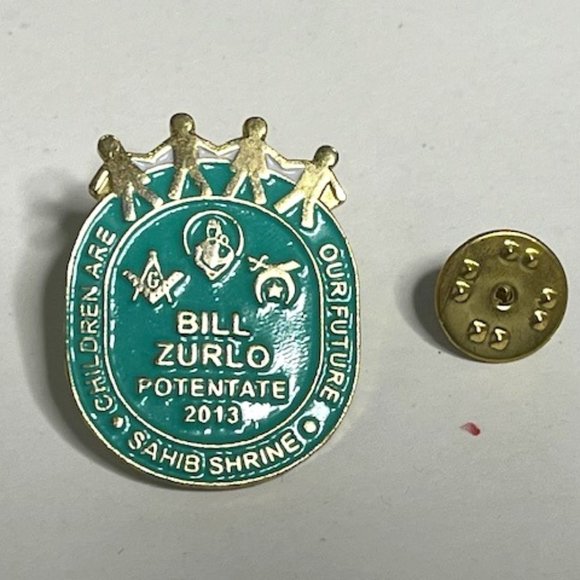 CHILDREN ARE
OUR FUTURE
G
BILL
ZURLO
POTENTATE
2013
• SAHIB SHRINE •